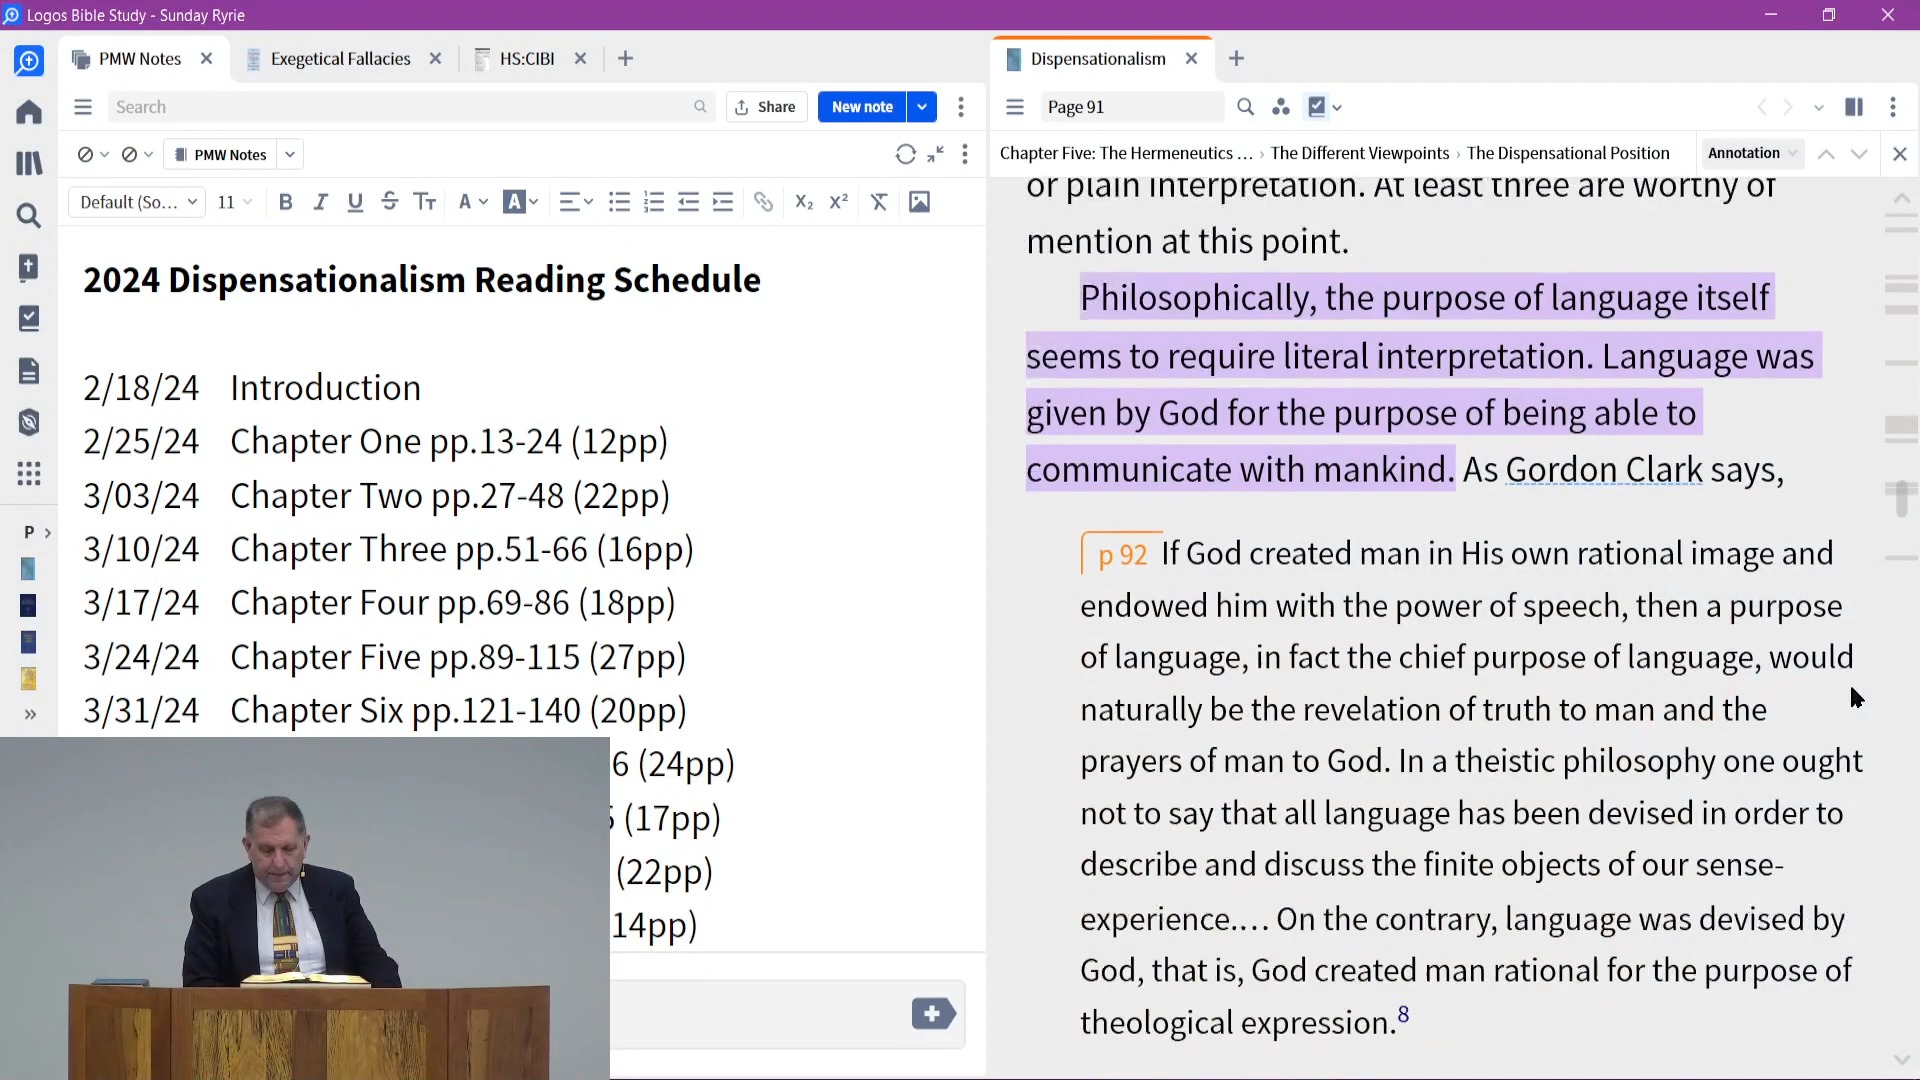 Logos Bible Study - Sunday Ryrie
PMW Notes
Exegetical Fallacies
HS:CIBI
Search
Share
New note
PMW Notes
Default (So...
11
B I U S Tт A A
X₂ X²
2024 Dispensationalism Reading Schedule
2/18/24 Introduction
2/25/24 Chapter One pp.13-24 (12pp)
3/03/24 Chapter Two pp.27-48 (22pp)
3/10/24 Chapter Three pp.51-66 (16pp)
3/17/24 Chapter Four pp.69-86 (18pp)
3/24/24 Chapter Five pp.89-115 (27pp)
3/31/24 Chapter Six pp.121-140 (20pp)
6 (24pp)
(17pp)
(22pp)
14pp)
P
Dispensationalism
Page 91
Chapter Five: The Hermeneutics ... › The Different Viewpoints › The Dispensational Position
Annotation
or plain interpretation. At least three are worthy of
mention at this point.
Philosophically, the purpose of language itself
seems to require literal interpretation. Language was
given by God for the purpose of being able to
communicate with mankind. As Gordon Clark says,
p 92 If God created man in His own rational image and
endowed him with the power of speech, then a purpose
of language, in fact the chief purpose of language, would
naturally be the revelation of truth to man and the
prayers of man to God. In a theistic philosophy one ought
not to say that all language has been devised in order to
describe and discuss the finite objects of our sense-
experience.… On the contrary, language was devised by
God, that is, God created man rational for the purpose of
theological expression.8